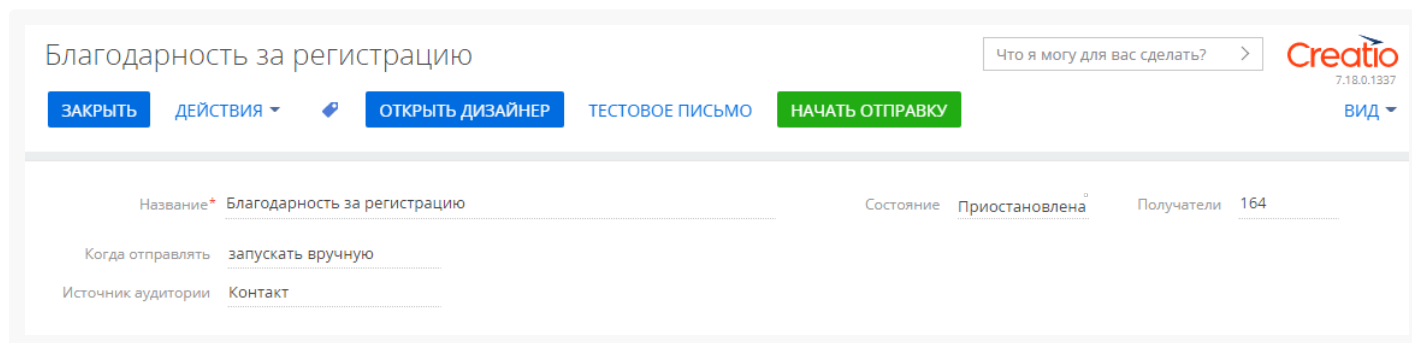 Благодарность за регистрацию
Что я могу для вас сделать?
Creatio
7.18.0.1337
ЗАКРЫТЬ ДЕЙСТВИЯ ОТКРЫТЬ ДИЗАЙНЕР ТЕСТОВОЕ ПИСЬМО НАЧАТЬ ОТПРАВКУ ВИД
Название* Благодарность за регистрацию Состояние Приостановлена Получатели 164
Когда отправлять запускать вручную
Источник аудитории Контакт